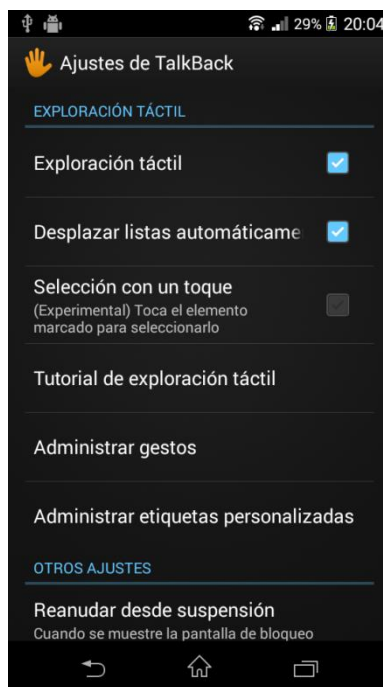 29% 20:04
Ajustes de TalkBack
EXPLORACIÓN TÁCTIL
Exploración táctil
Desplazar listas automáticame
Selección con un toque
(Experimental) Toca el elemento
marcado para seleccionarlo
Tutorial de exploración táctil
Administrar gestos
Administrar etiquetas personalizadas
OTROS AJUSTES
Reanudar desde suspensión
Cuando se muestre la pantalla de bloqueo